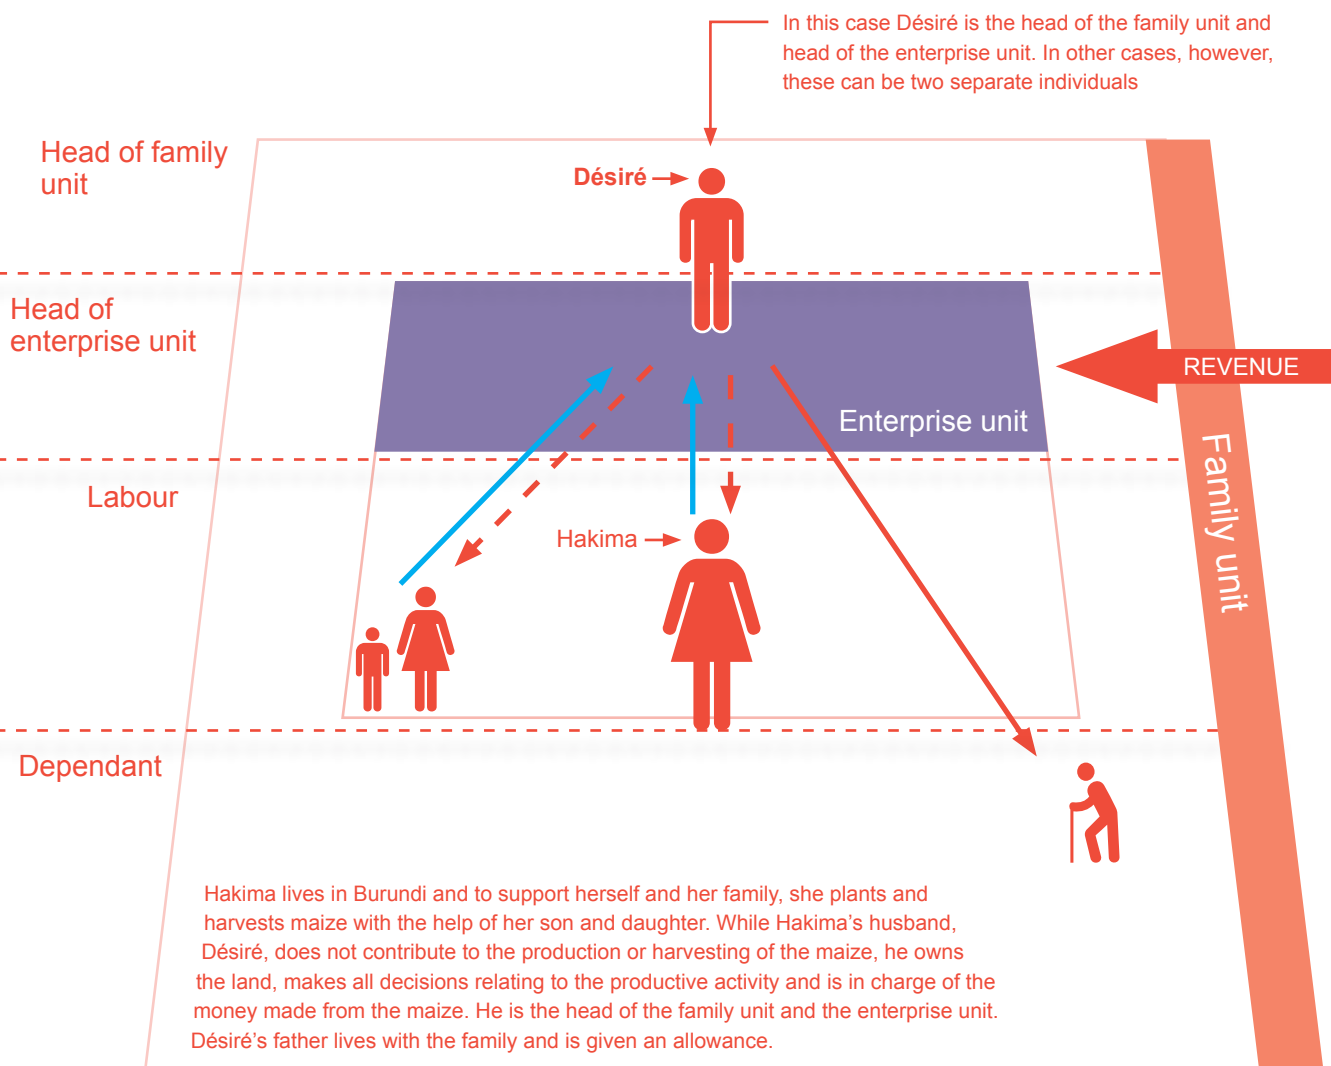 In this case Désiré is the head of the family unit and
head of the enterprise unit. In other cases, however,
these can be two separate individuals
Head of family
unit
Désiré
Head of
enterprise unit
REVENUE
Enterprise unit
Family unit
Labour
Hakima
Dependant
Hakima lives in Burundi and to support herself and her family, she plants and
harvests maize with the help of her son and daughter. While Hakima's husband,
Désiré, does not contribute to the production or harvesting of the maize, he owns
the land, makes all decisions relating to the productive activity and is in charge of the
money made from the maize. He is the head of the family unit and the enterprise unit.
Désiré's father lives with the family and is given an allowance.